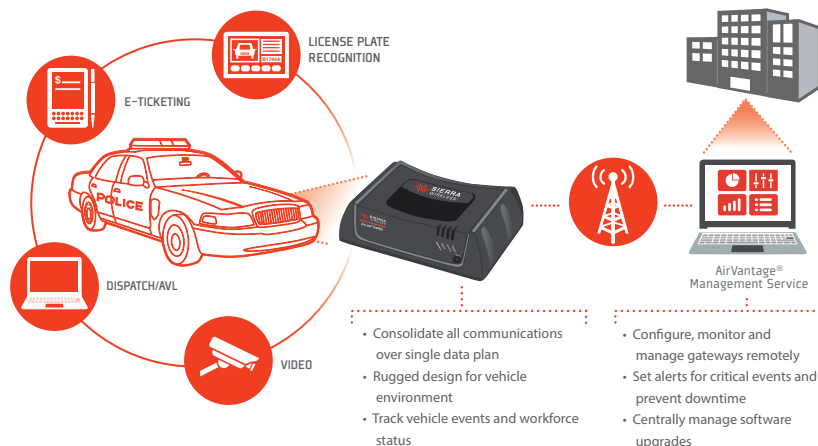 LICENSE PLATE
RECOGNITION
B1744A
E-TICKETING
$
POLICE
SIERRA
WIRELESS
SIERRA
DISPATCH/AVL
VIDEO
AirVantage®
Management Service
• Consolidate all communications
over single data plan
• Rugged design for vehicle
environment
• Track vehicle events and workforce
status
• Configure, monitor and
manage gateways remotely
• Set alerts for critical events and
prevent downtime
• Centrally manage software
upgrades